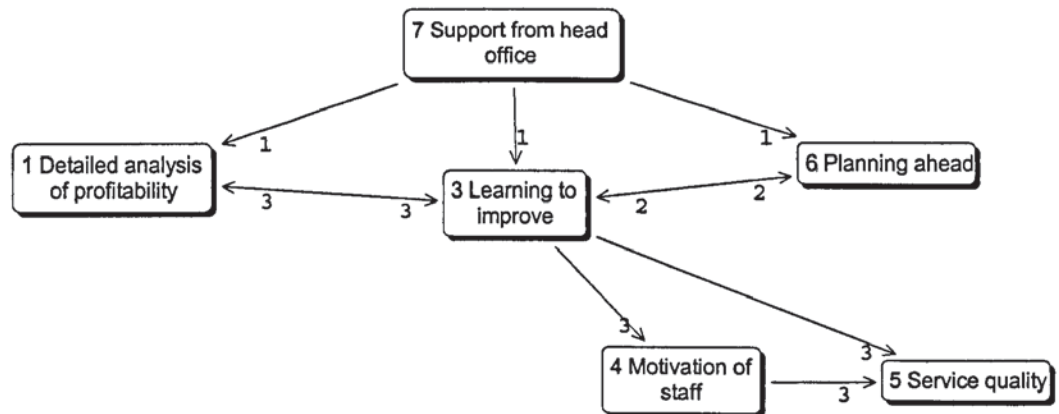 7 Support from head
office
1
1
1
1 Detailed analysis
of profitability
6 Planning ahead
3
3
3 Learning to
improve
2
2
3
3
4 Motivation of
staff
3
5 Service quality